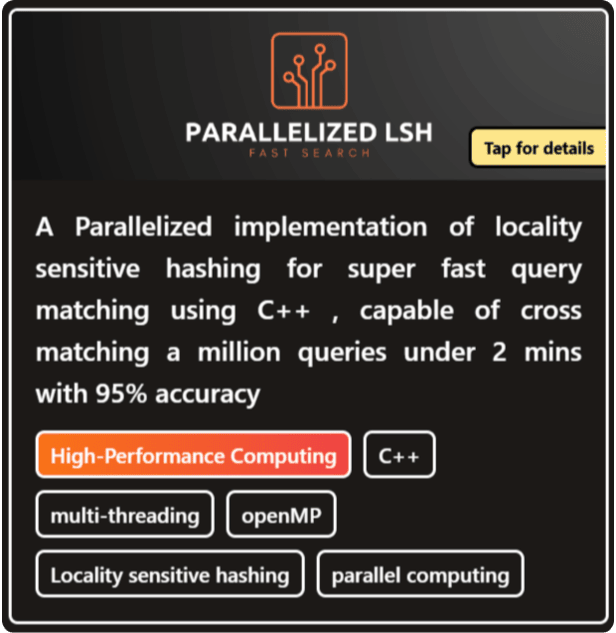 PARALLELIZED LSH
FAST SEARCH
Tap for details
A Parallelized implementation of locality
sensitive hashing for super fast query
matching using C++ , capable of cross
matching a million queries under 2 mins
with 95% accuracy
High-Performance Computing
C++
multi-threading
openMP
Locality sensitive hashing
parallel computing